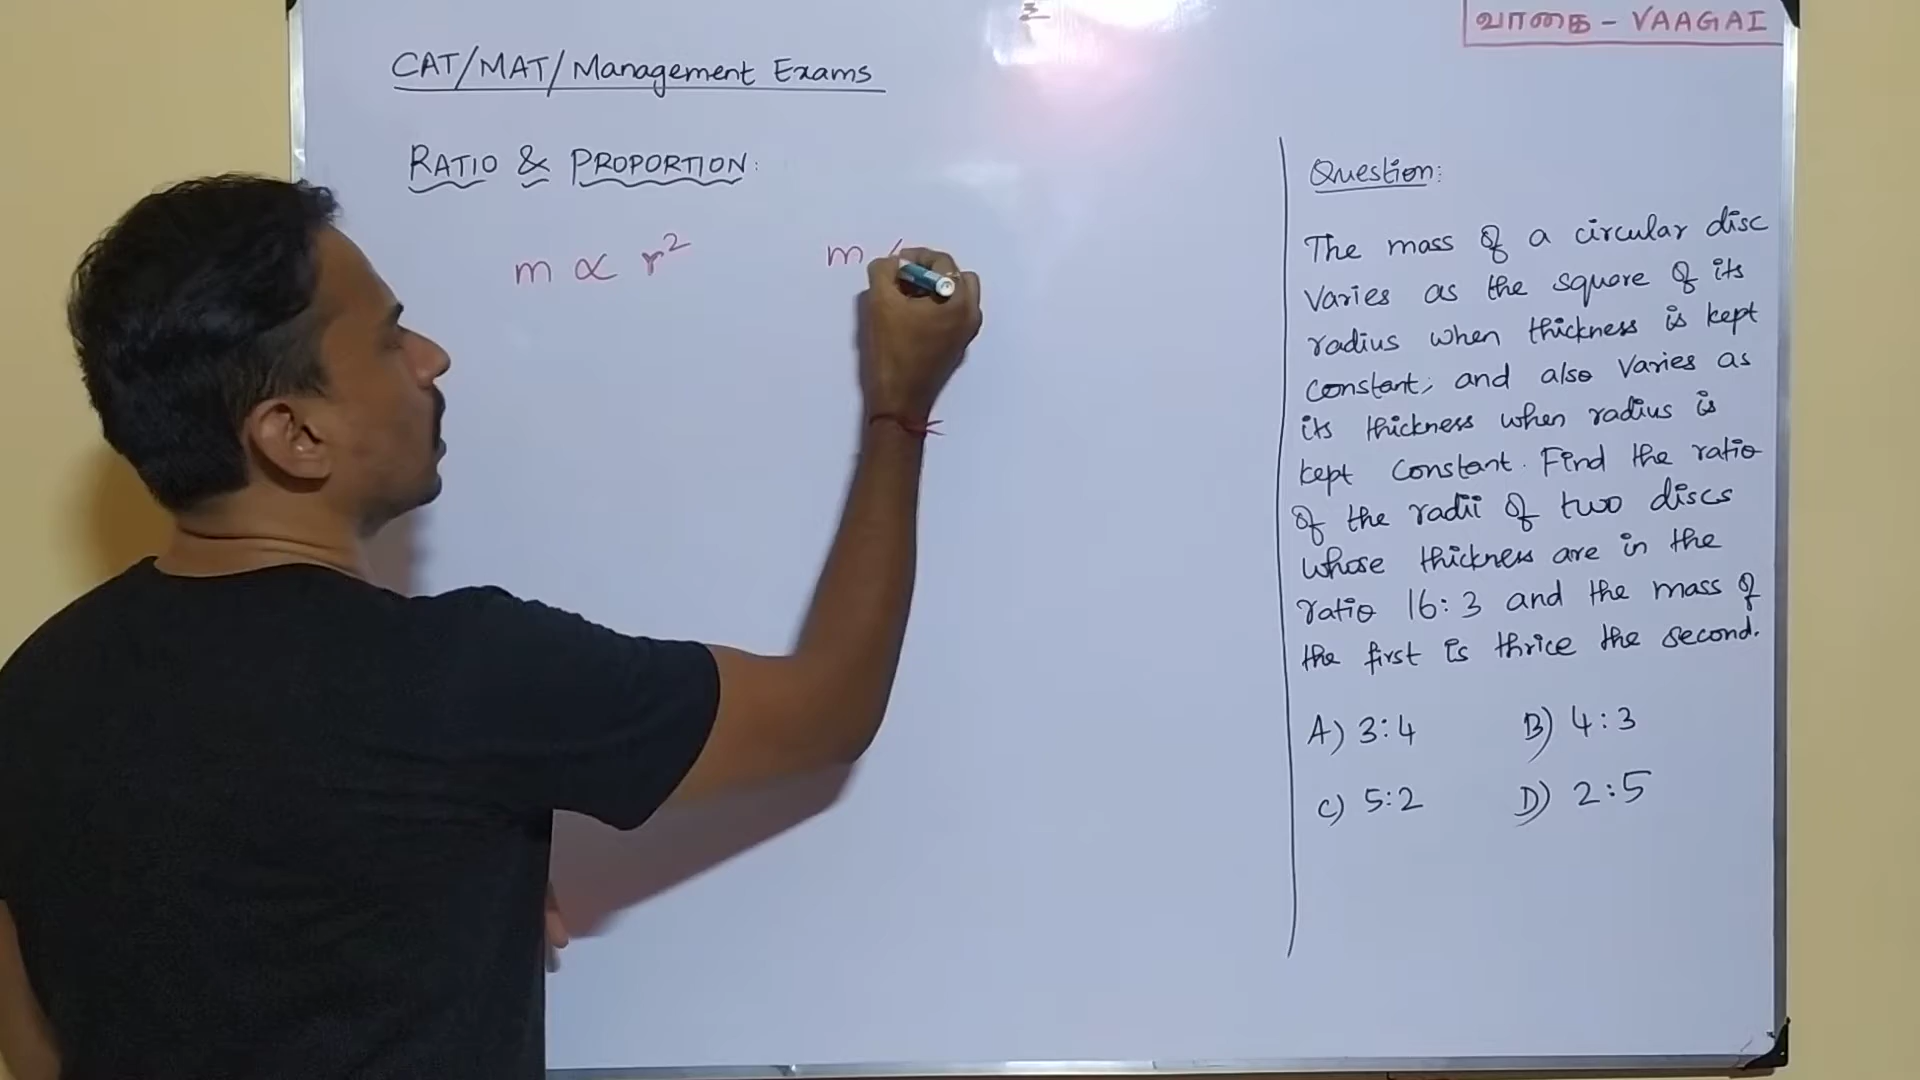 வாகை - VAAGAI
CAT/MAT/Management Exams
RATIO & PROPORTION:
m ∝ r²
m
Question:
The mass of a circular disc
varies as the square of its
radius when thickness is kept
constant; and also varies as
its thickness when radius is
kept constant. Find the ratio
of the radii of two discs
whose thickness are in the
ratio 16:3 and the mass of
the first is thrice the second.
A) 3:4 B) 4:3
C) 5:2 D) 2:5